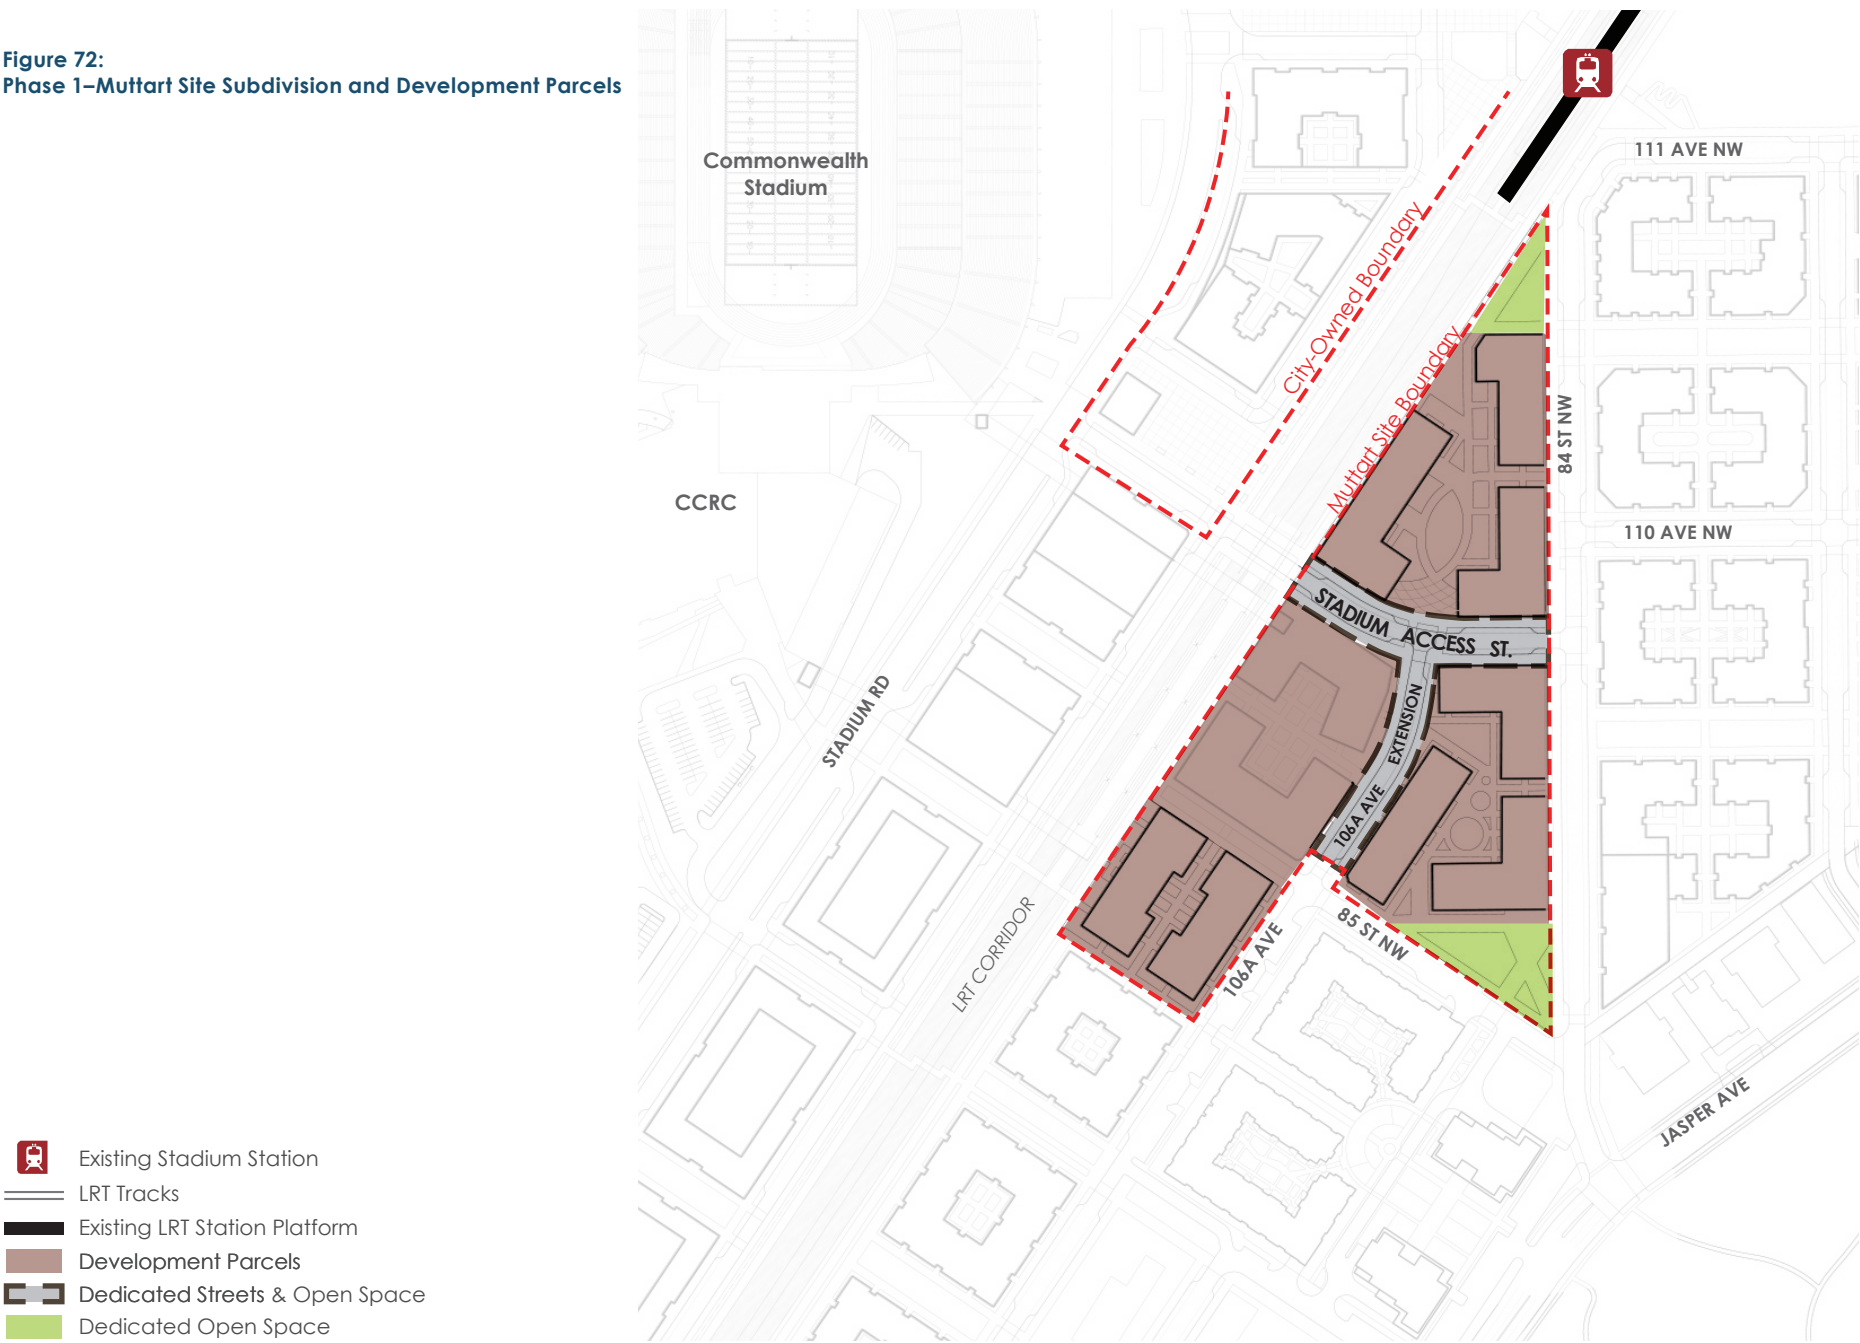 Figure 72:
Phase 1–Muttart Site Subdivision and Development Parcels
Commonwealth
Stadium
111 AVE NW
City-Owned Boundary
Muttart Site Boundary
84 ST NW
CCRC
110 AVE NW
STADIUM ACCESS ST.
STADIUM RD
106A AVE EXTENSION
LRT CORRIDOR
106A AVE
85 ST NW
JASPER AVE
Existing Stadium Station
LRT Tracks
Existing LRT Station Platform
Development Parcels
Dedicated Streets & Open Space
Dedicated Open Space